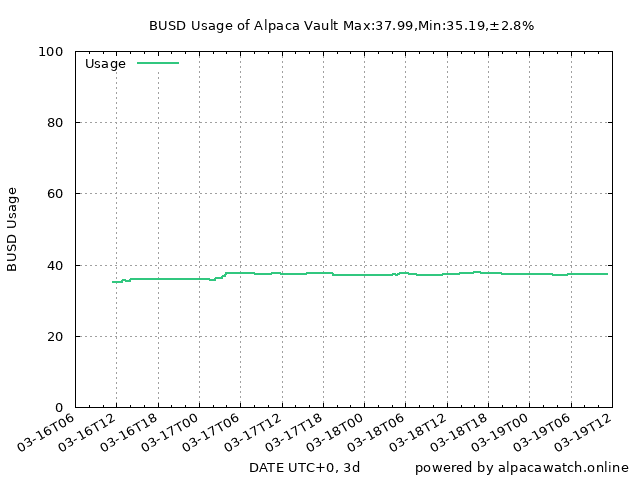 BUSD Usage of Alpaca Vault Max:37.99,Min:35.19,±2.8%
Usage
100
80
60
40
20
0
BUSD Usage
03-16T06
03-16T12
03-16T18
03-17T00
03-17T06
03-17T12
03-17T18
03-18T00
03-18T06
03-18T12
03-18T18
03-19T00
03-19T06
03-19T12
DATE UTC+0, 3d
powered by alpacawatch.online